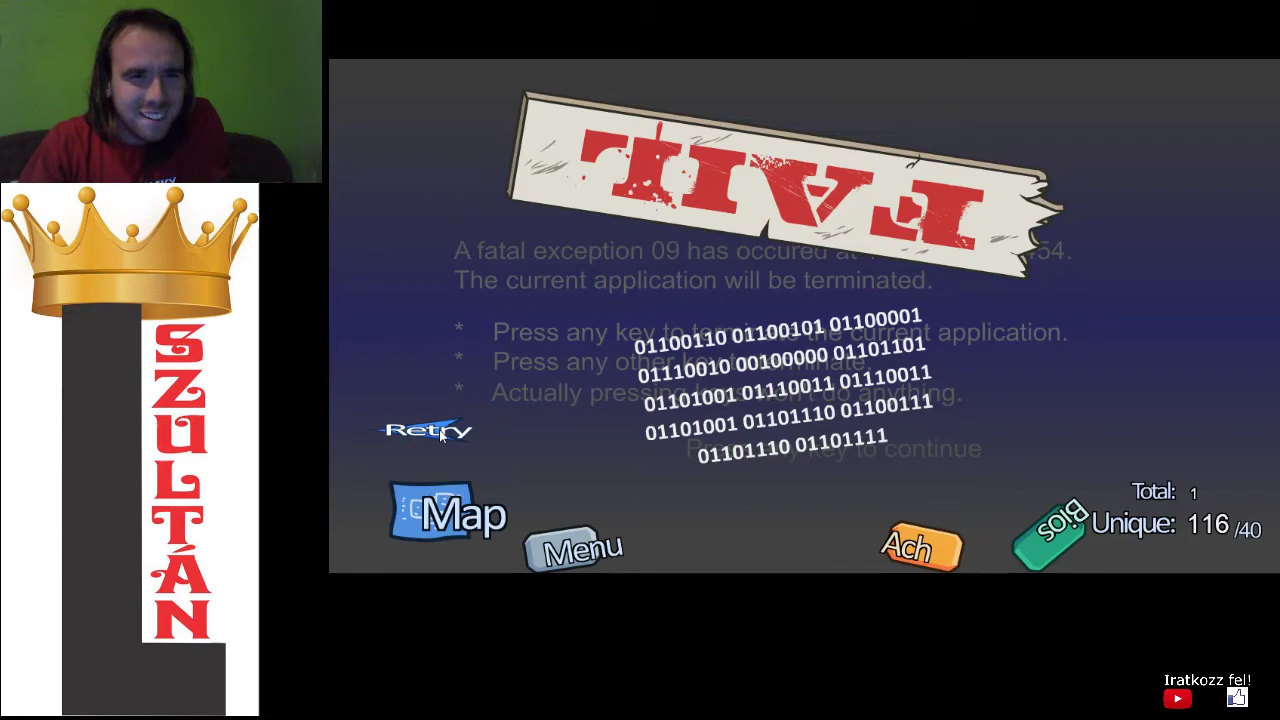 FAIL
A fatal exception 09 has occured at 54.
The current application will be terminated.
* Press any key to terminate the current application.
* Press any other key to terminate.
* Actually pressing keys won't do anything.
Press any key to continue
01100110 01100101 01100001
01110010 00100000 01101101
01101001 01110011 01110011
01101001 01101110 01100111
01101110 01101111
Retry
Map
Menu
Ach
Bios
Total: 1
Unique: 116 /40
SZULTÁN
L
Iratkozz fel!